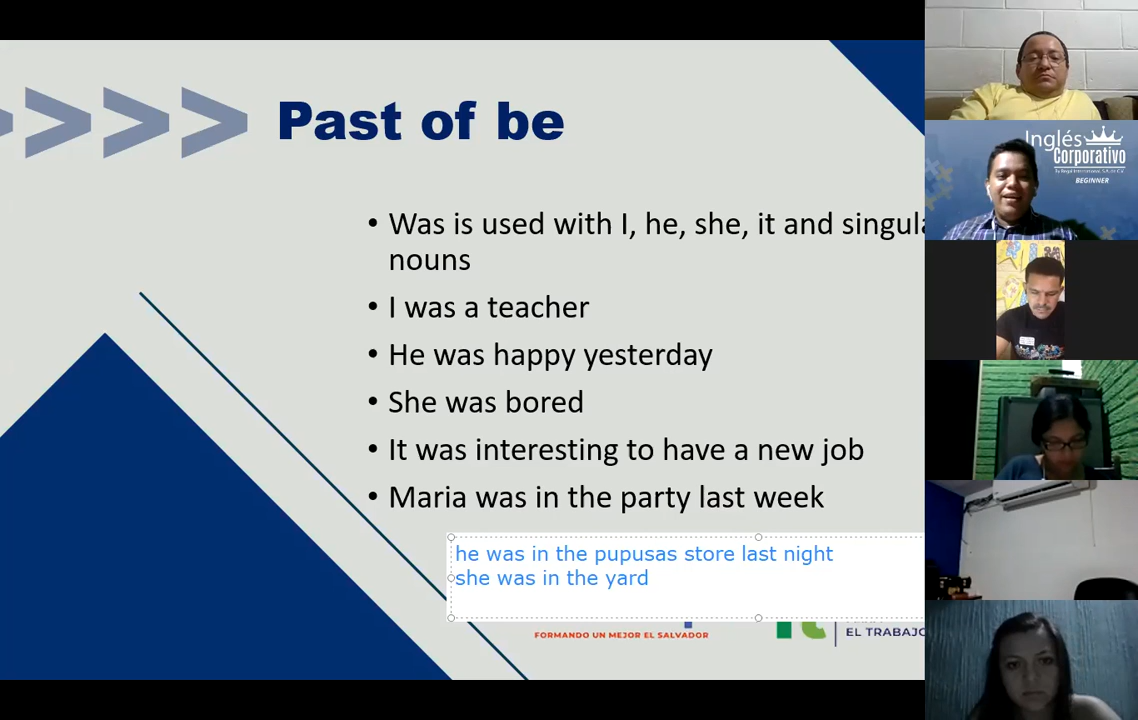 Past of be
• Was is used with I, he, she, it and singula
nouns
• I was a teacher
• He was happy yesterday
• She was bored
• It was interesting to have a new job
• Maria was in the party last week
he was in the pupusas store last night
she was in the yard
FORMANDO UN MEJOR EL SALVADOR
EL TRABAJO
Inglés
Corporativo
BEGINNER